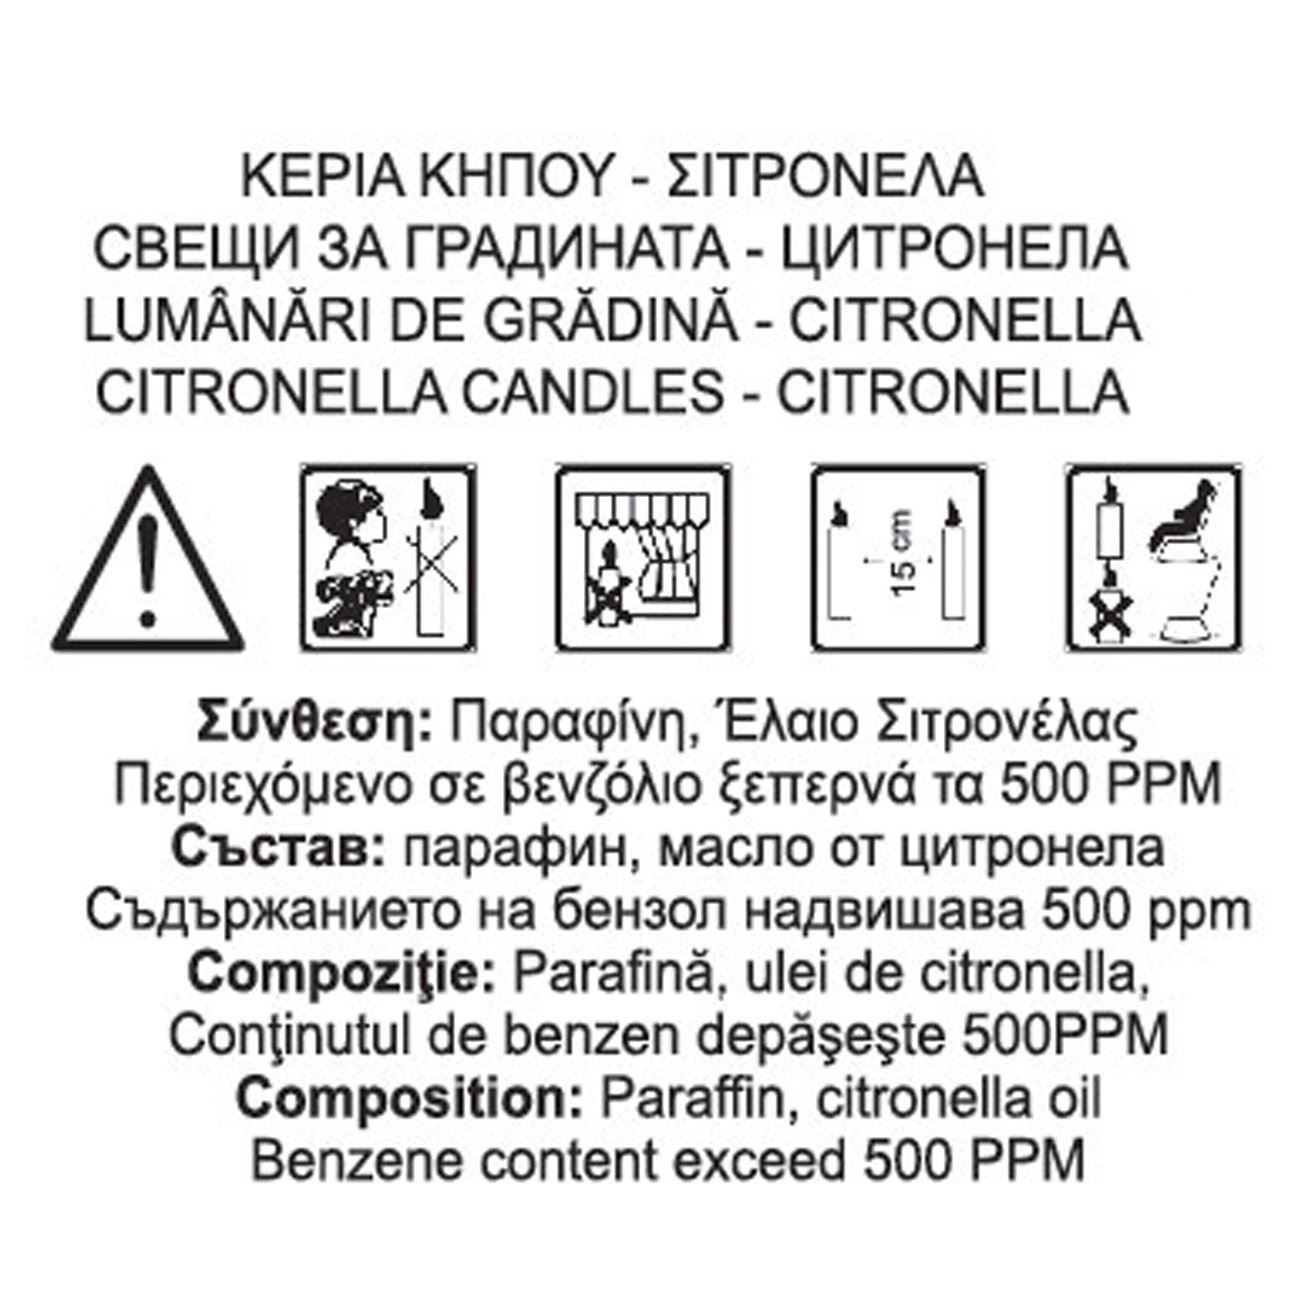 ΚΕΡΙΑ ΚΗΠΟΥ - ΣΙΤΡΟΝΕΛΑ
СВЕЩИ ЗА ГРАДИНАТА - ЦИТРОНЕЛА
LUMÂNĂRI DE GRĂDINĂ - CITRONELLA
CITRONELLA CANDLES - CITRONELLA
15 cm
Σύνθεση: Παραφίνη, Έλαιο Σιτρονέλας
Περιεχόμενο σε βενζόλιο ξεπερνά τα 500 PPM
Състав: парафин, масло от цитронела
Съдържанието на бензол надвишава 500 ppm
Compoziţie: Parafină, ulei de citronella,
Conţinutul de benzen depăşeşte 500PPM
Composition: Paraffin, citronella oil
Benzene content exceed 500 PPM